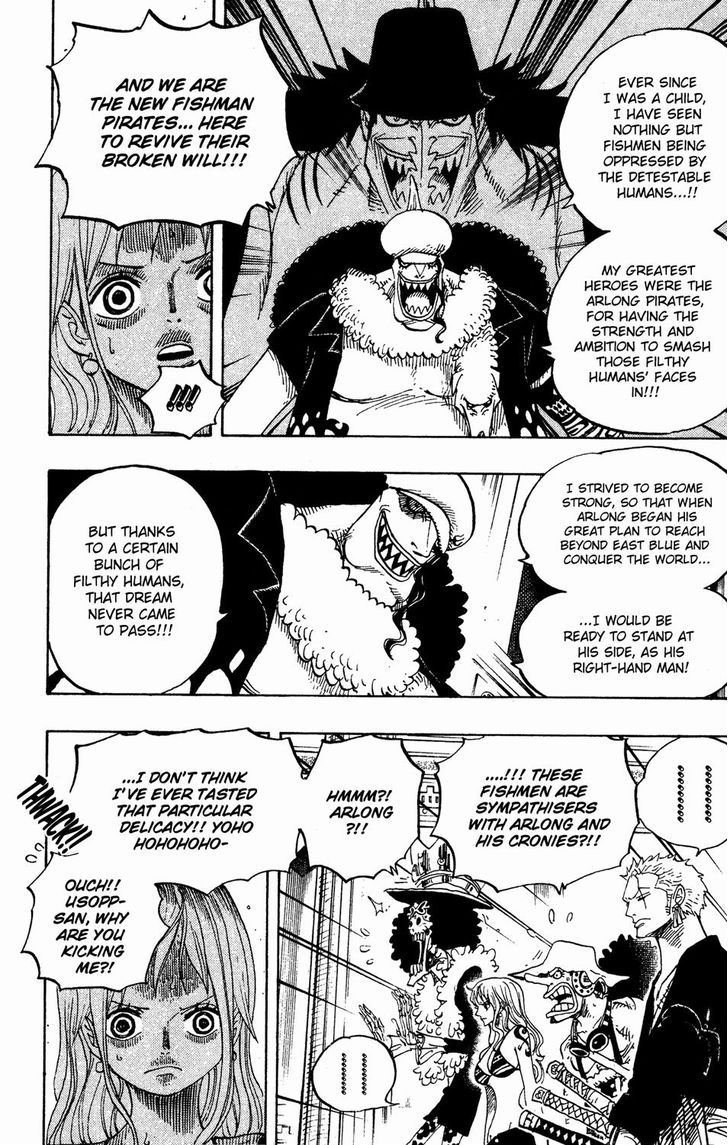 EVER SINCE
I WAS A CHILD,
I HAVE SEEN
NOTHING BUT
FISHMEN BEING
OPPRESSED BY
THE DETESTABLE
HUMANS...!!
MY GREATEST
HEROES WERE THE
ARLONG PIRATES,
FOR HAVING THE
STRENGTH AND
AMBITION TO SMASH
THOSE FILTHY
HUMANS' FACES
IN!!!
AND WE ARE
THE NEW FISHMAN
PIRATES... HERE
TO REVIVE THEIR
BROKEN WILL!!!
!!!
I STRIVED TO BECOME
STRONG, SO THAT WHEN
ARLONG BEGAN HIS
GREAT PLAN TO REACH
BEYOND EAST BLUE AND
CONQUER THE WORLD...
...I WOULD BE
READY TO STAND AT
HIS SIDE, AS HIS
RIGHT-HAND MAN!
BUT THANKS
TO A CERTAIN
BUNCH OF
FILTHY HUMANS,
THAT DREAM
NEVER CAME
TO PASS!!!
....!!! THESE
FISHMEN ARE
SYMPATHISERS
WITH ARLONG AND
HIS CRONIES?!!
HMMM?!
ARLONG
?!!
...I DON'T THINK
I'VE EVER TASTED
THAT PARTICULAR
DELICACY!! YOHO
HOHOHOHO-
THWACK!!
OUCH!!
USOPP-
SAN, WHY
ARE YOU
KICKING
ME?!